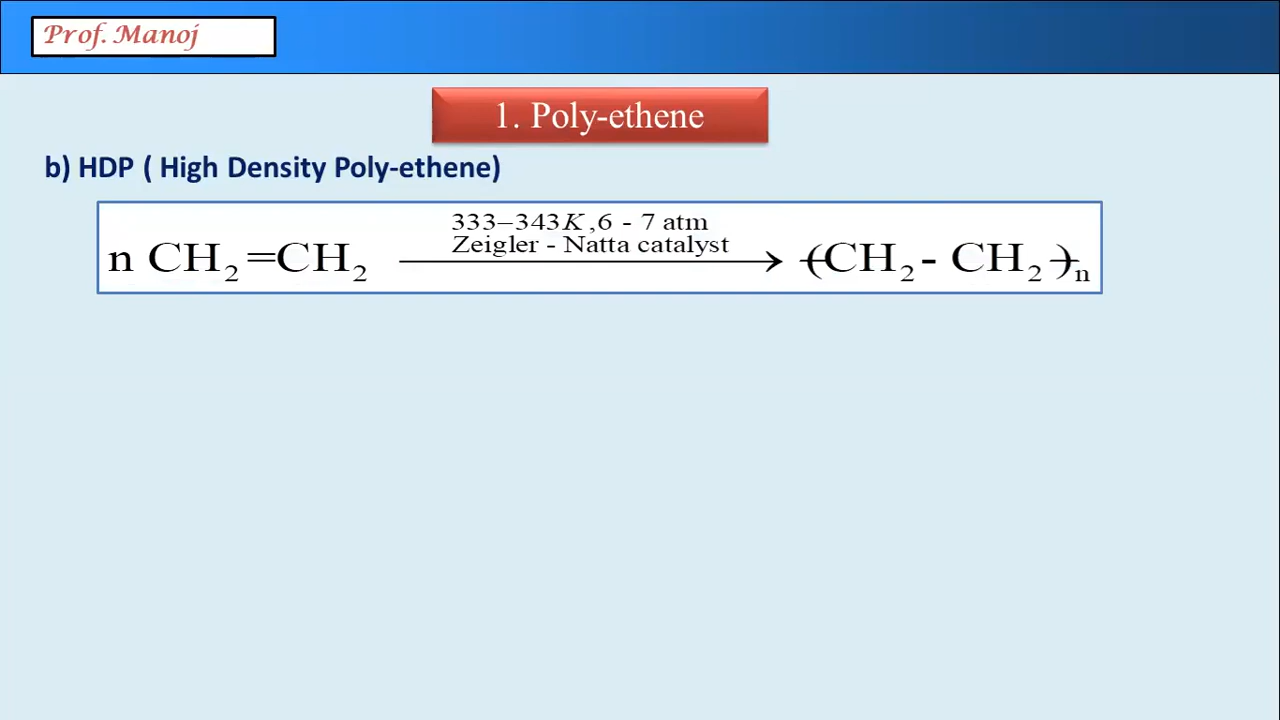 Prof. Manoj
1. Poly-ethene
b) HDP ( High Density Poly-ethene)
333–343K ,6 - 7 atm
Zeigler - Natta catalyst
n CH₂=CH₂ ⟶ -(CH₂- CH₂-)ₙ